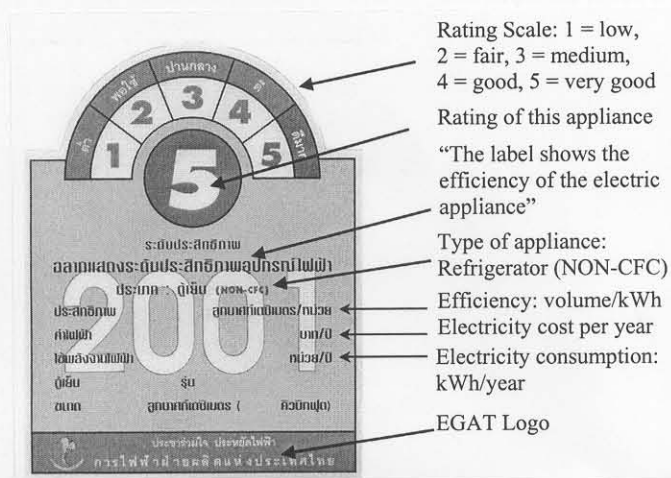 ต่ำ
พอใช้
ปานกลาง
ดี
ดีมาก
1
2
3
4
5
5
ระดับประสิทธิภาพ
ฉลากแสดงระดับประสิทธิภาพอุปกรณ์ไฟฟ้า
ประเภท : ตู้เย็น (NON-CFC)
2001
ประสิทธิภาพ ลูกบาศก์เดซิเมตร/หน่วย
ค่าไฟฟ้า บาท/ปี
ใช้พลังงานไฟฟ้า หน่วย/ปี
ตู้เย็น รุ่น
ขนาด ลูกบาศก์เดซิเมตร ( คิวบิกฟุต)
ประชาร่วมใจ ประหยัดไฟฟ้า
การไฟฟ้าฝ่ายผลิตแห่งประเทศไทย
Rating Scale: 1 = low,
2 = fair, 3 = medium,
4 = good, 5 = very good
Rating of this appliance
“The label shows the
efficiency of the electric
appliance”
Type of appliance:
Refrigerator (NON-CFC)
Efficiency: volume/kWh
Electricity cost per year
Electricity consumption:
kWh/year
EGAT Logo